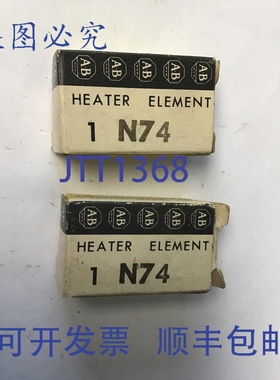 是图必究
AB AB AB AB AB
HEATER ELEMENT
1 N74
JTT1368
AB AB AB AB AB
HEATER ELEMENT
1 N74
可开发票 顺丰包邮